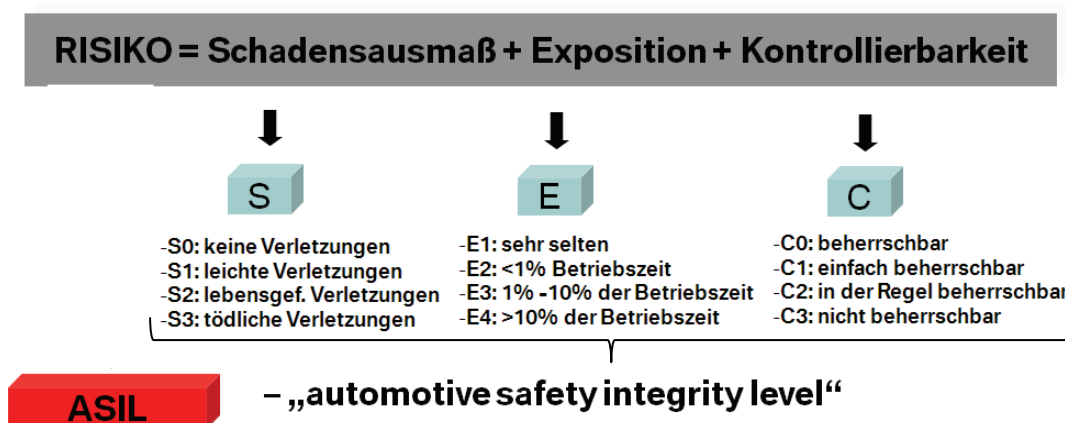 RISIKO = Schadensausmaß + Exposition + Kontrollierbarkeit
S
E
C
-S0: keine Verletzungen
-S1: leichte Verletzungen
-S2: lebensgef. Verletzungen
-S3: tödliche Verletzungen
-E1: sehr selten
-E2: <1% Betriebszeit
-E3: 1% -10% der Betriebszeit
-E4: >10% der Betriebszeit
-C0: beherrschbar
-C1: einfach beherrschbar
-C2: in der Regel beherrschbar
-C3: nicht beherrschbar
ASIL
– „automotive safety integrity level“